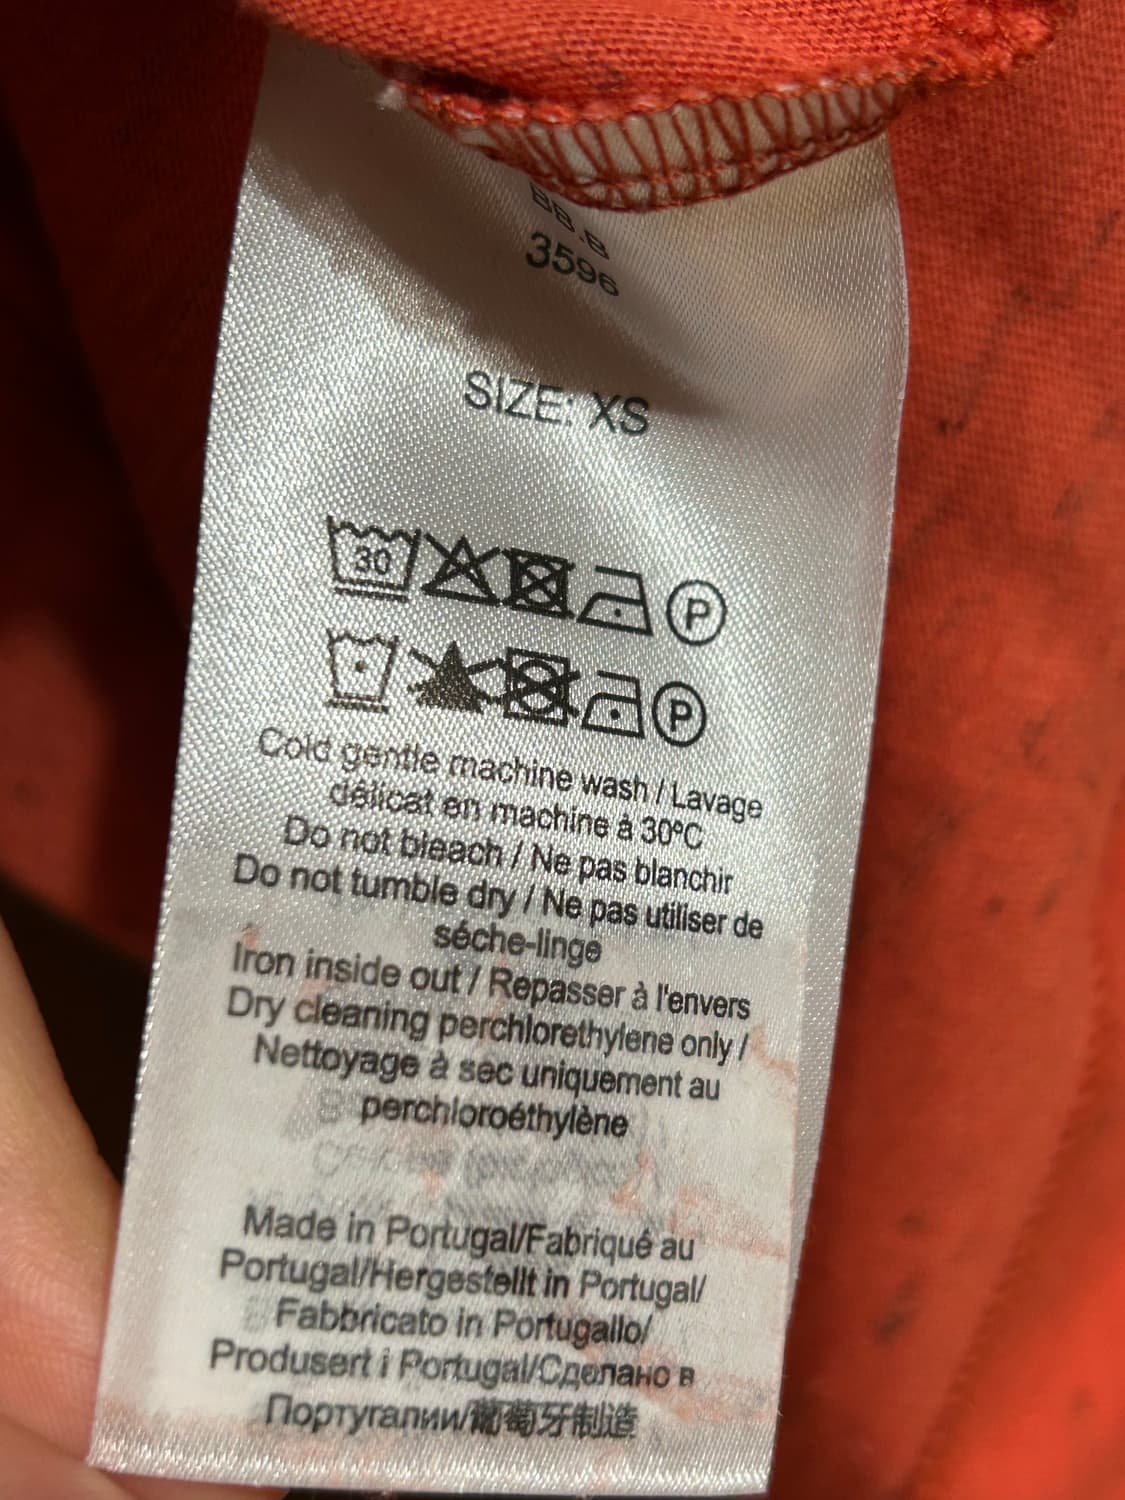 3596
SIZE: XS
30
P
P
Cold gentle machine wash / Lavage
délicat en machine à 30ºC
Do not bleach / Ne pas blanchir
Do not tumble dry / Ne pas utiliser de
séche-linge
Iron inside out / Repasser à l'envers
Dry cleaning perchlorethylene only /
Nettoyage à sec uniquement au
perchloroéthylène
Made in Portugal/Fabriqué au
Portugal/Hergestellt in Portugal/
Fabbricato in Portugallo/
Produsert i Portugal/Сделано в
Португалии/葡萄牙制造